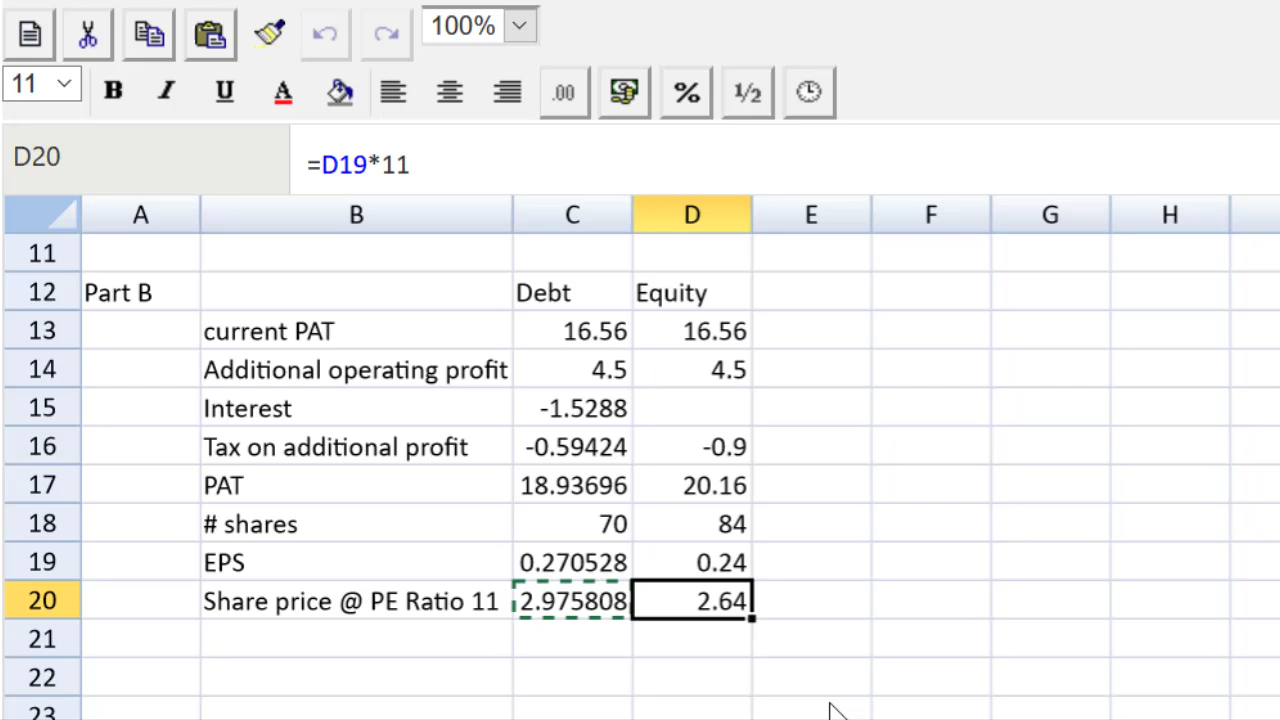 100%
11 B I U A .00 % 1/2
D20 =D19*11
A B C D E F G H
11
12 Part B Debt Equity
13 current PAT 16.56 16.56
14 Additional operating profit 4.5 4.5
15 Interest -1.5288
16 Tax on additional profit -0.59424 -0.9
17 PAT 18.93696 20.16
18 # shares 70 84
19 EPS 0.270528 0.24
20 Share price @ PE Ratio 11 2.975808 2.64
21
22
23